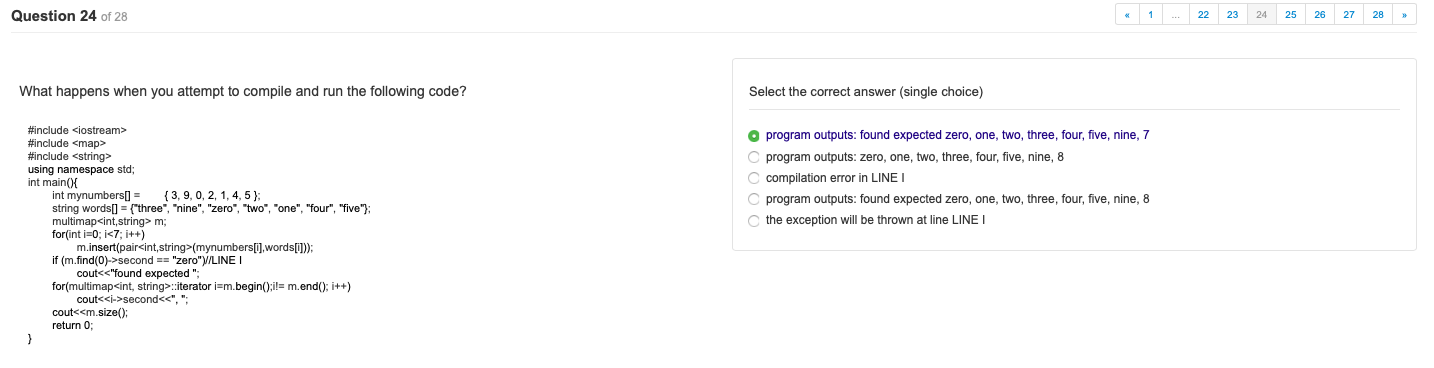 Question 24 of 28
« 1 ... 22 23 24 25 26 27 28 »
What happens when you attempt to compile and run the following code?
#include <iostream>
#include <map>
#include <string>
using namespace std;
int main(){
int mynumbers[] = { 3, 9, 0, 2, 1, 4, 5 };
string words[] = {"three", "nine", "zero", "two", "one", "four", "five"};
multimap<int,string> m;
for(int i=0; i<7; i++)
m.insert(pair<int,string>(mynumbers[i],words[i]));
if (m.find(0)->second == "zero")//LINE I
cout<<"found expected ";
for(multimap<int, string>::iterator i=m.begin();i!= m.end(); i++)
cout<<i->second<<", ";
cout<<m.size();
return 0;
}
Select the correct answer (single choice)
program outputs: found expected zero, one, two, three, four, five, nine, 7
program outputs: zero, one, two, three, four, five, nine, 8
compilation error in LINE I
program outputs: found expected zero, one, two, three, four, five, nine, 8
the exception will be thrown at line LINE I